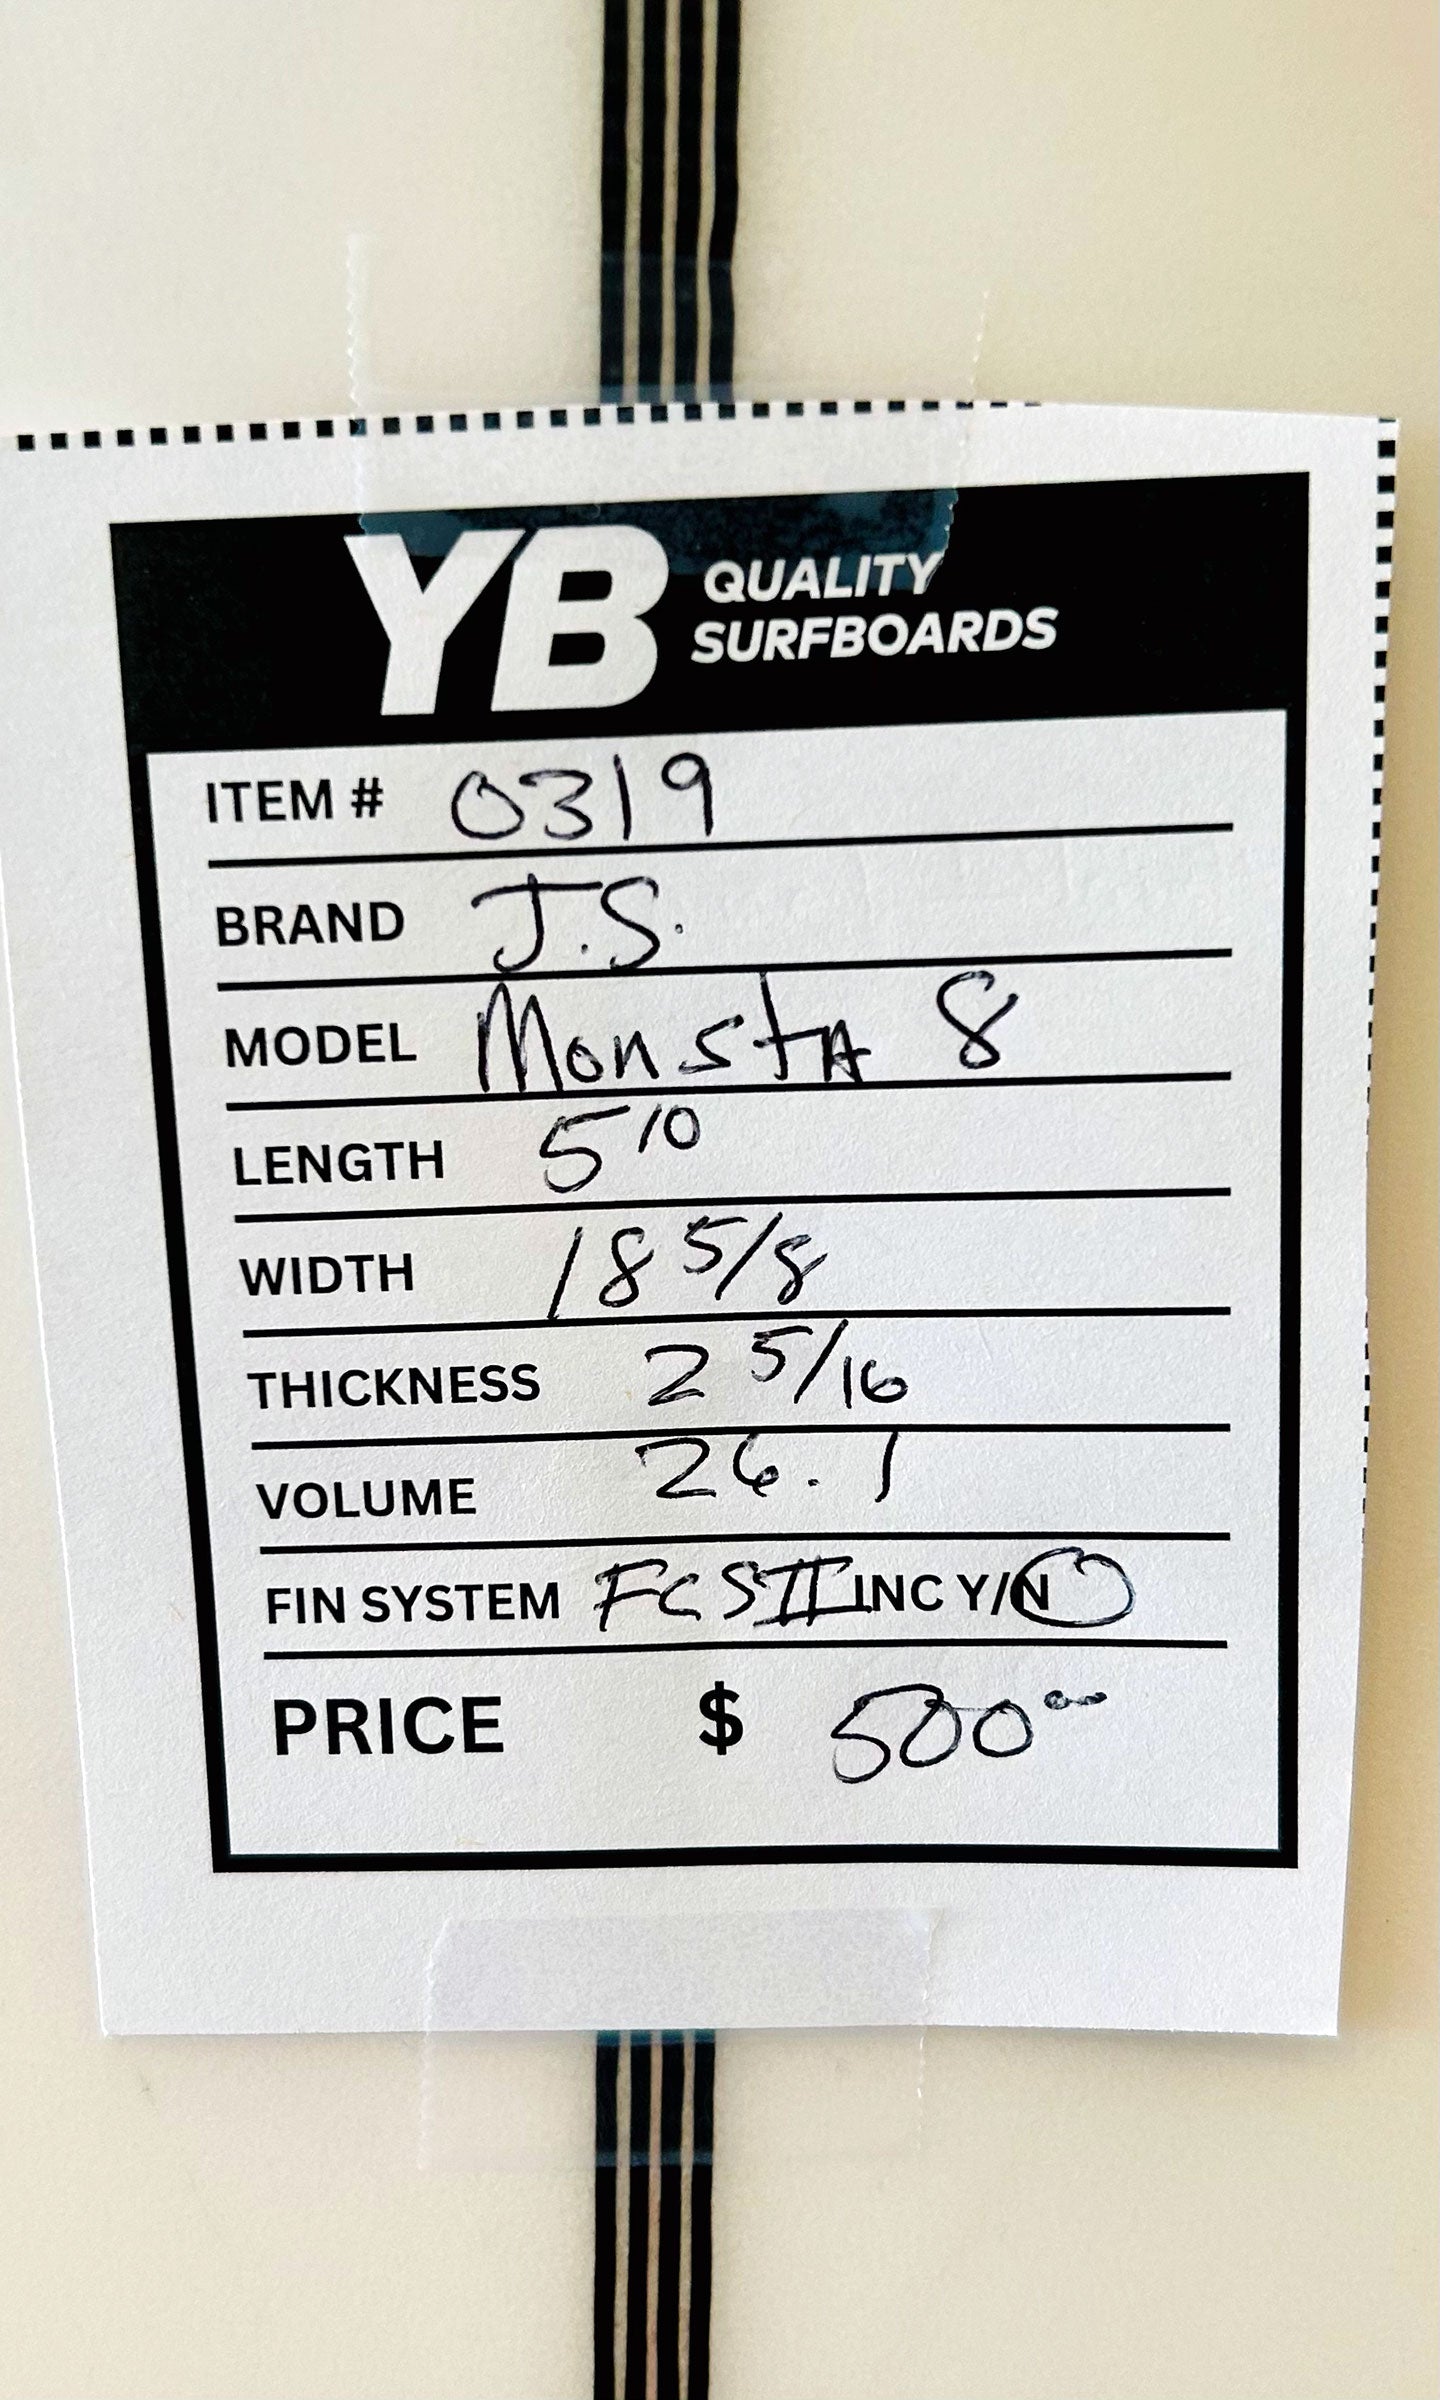 YB QUALITY
SURFBOARDS
ITEM # 0319
BRAND J.S.
MODEL MonstA 8
LENGTH 5 10
WIDTH 18 5/8
THICKNESS 2 5/16
VOLUME 26.1
FIN SYSTEM FCSII INC Y/N
PRICE $ 500 00